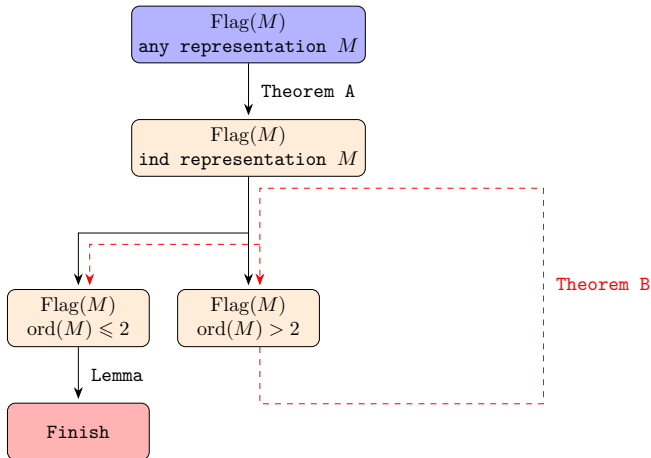 Flag(M)
any representation M
Theorem A
Flag(M)
ind representation M
Theorem B
Flag(M)
ord(M) ⩽ 2
Flag(M)
ord(M) > 2
Lemma
Finish